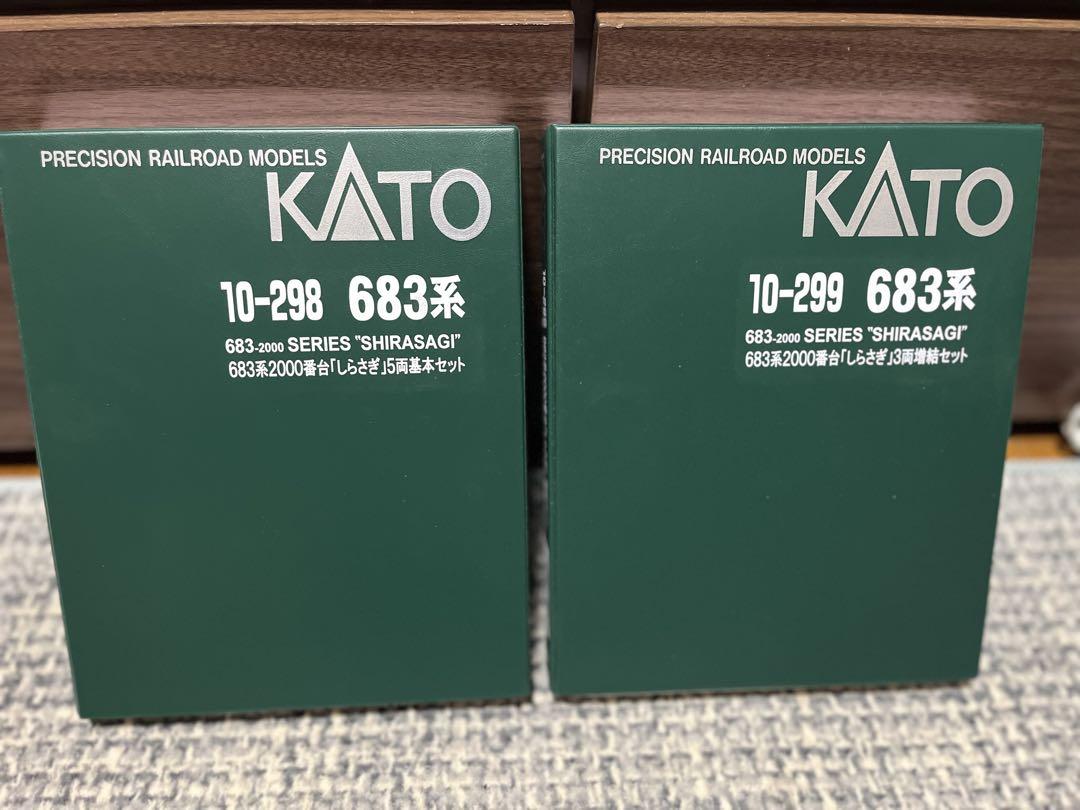 PRECISION RAILROAD MODELS
KATO
10-298 683系
683-2000 SERIES "SHIRASAGI"
683系2000番台「しらさぎ」5両基本セット
PRECISION RAILROAD MODELS
KATO
10-299 683系
683-2000 SERIES "SHIRASAGI"
683系2000番台「しらさぎ」3両増結セット